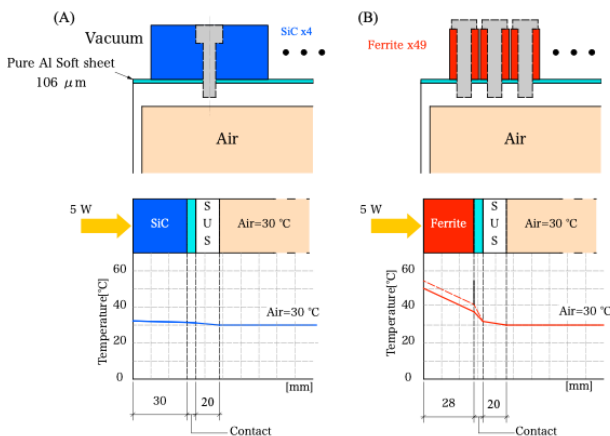 (A)
Vacuum
SiC x4
Pure Al Soft sheet
106 μm
Air
(B)
Ferrite x49
Air
5 W
SiC
S
U
S
Air=30 ℃
Temperature[℃]
60
40
20
0
Air=30 ℃
[mm]
30
20
Contact
5 W
Ferrite
S
U
S
Air=30 ℃
Temperature[℃]
60
40
20
0
Air=30 ℃
[mm]
28
20
Contact